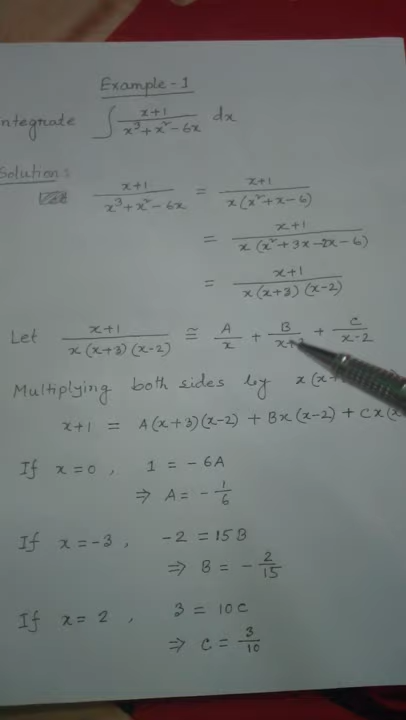 Example-1
ntegrate ∫ x+1 / x³+x²-6x dx
Solution:
x+1 / x³+x²-6x = x+1 / x(x²+x-6)
= x+1 / x(x²+3x-2x-6)
= x+1 / x(x+3)(x-2)
Let x+1 / x(x+3)(x-2) ≅ A/x + B/x+ + C/x-2
Multiplying both sides by x(x+
x+1 = A(x+3)(x-2) + Bx(x-2) + Cx(x
If x=0, 1 = -6A
⇒ A = -1/6
If x=-3, -2 = 15B
⇒ B = -2/15
If x= 2, 3 = 10C
⇒ C = 3/10